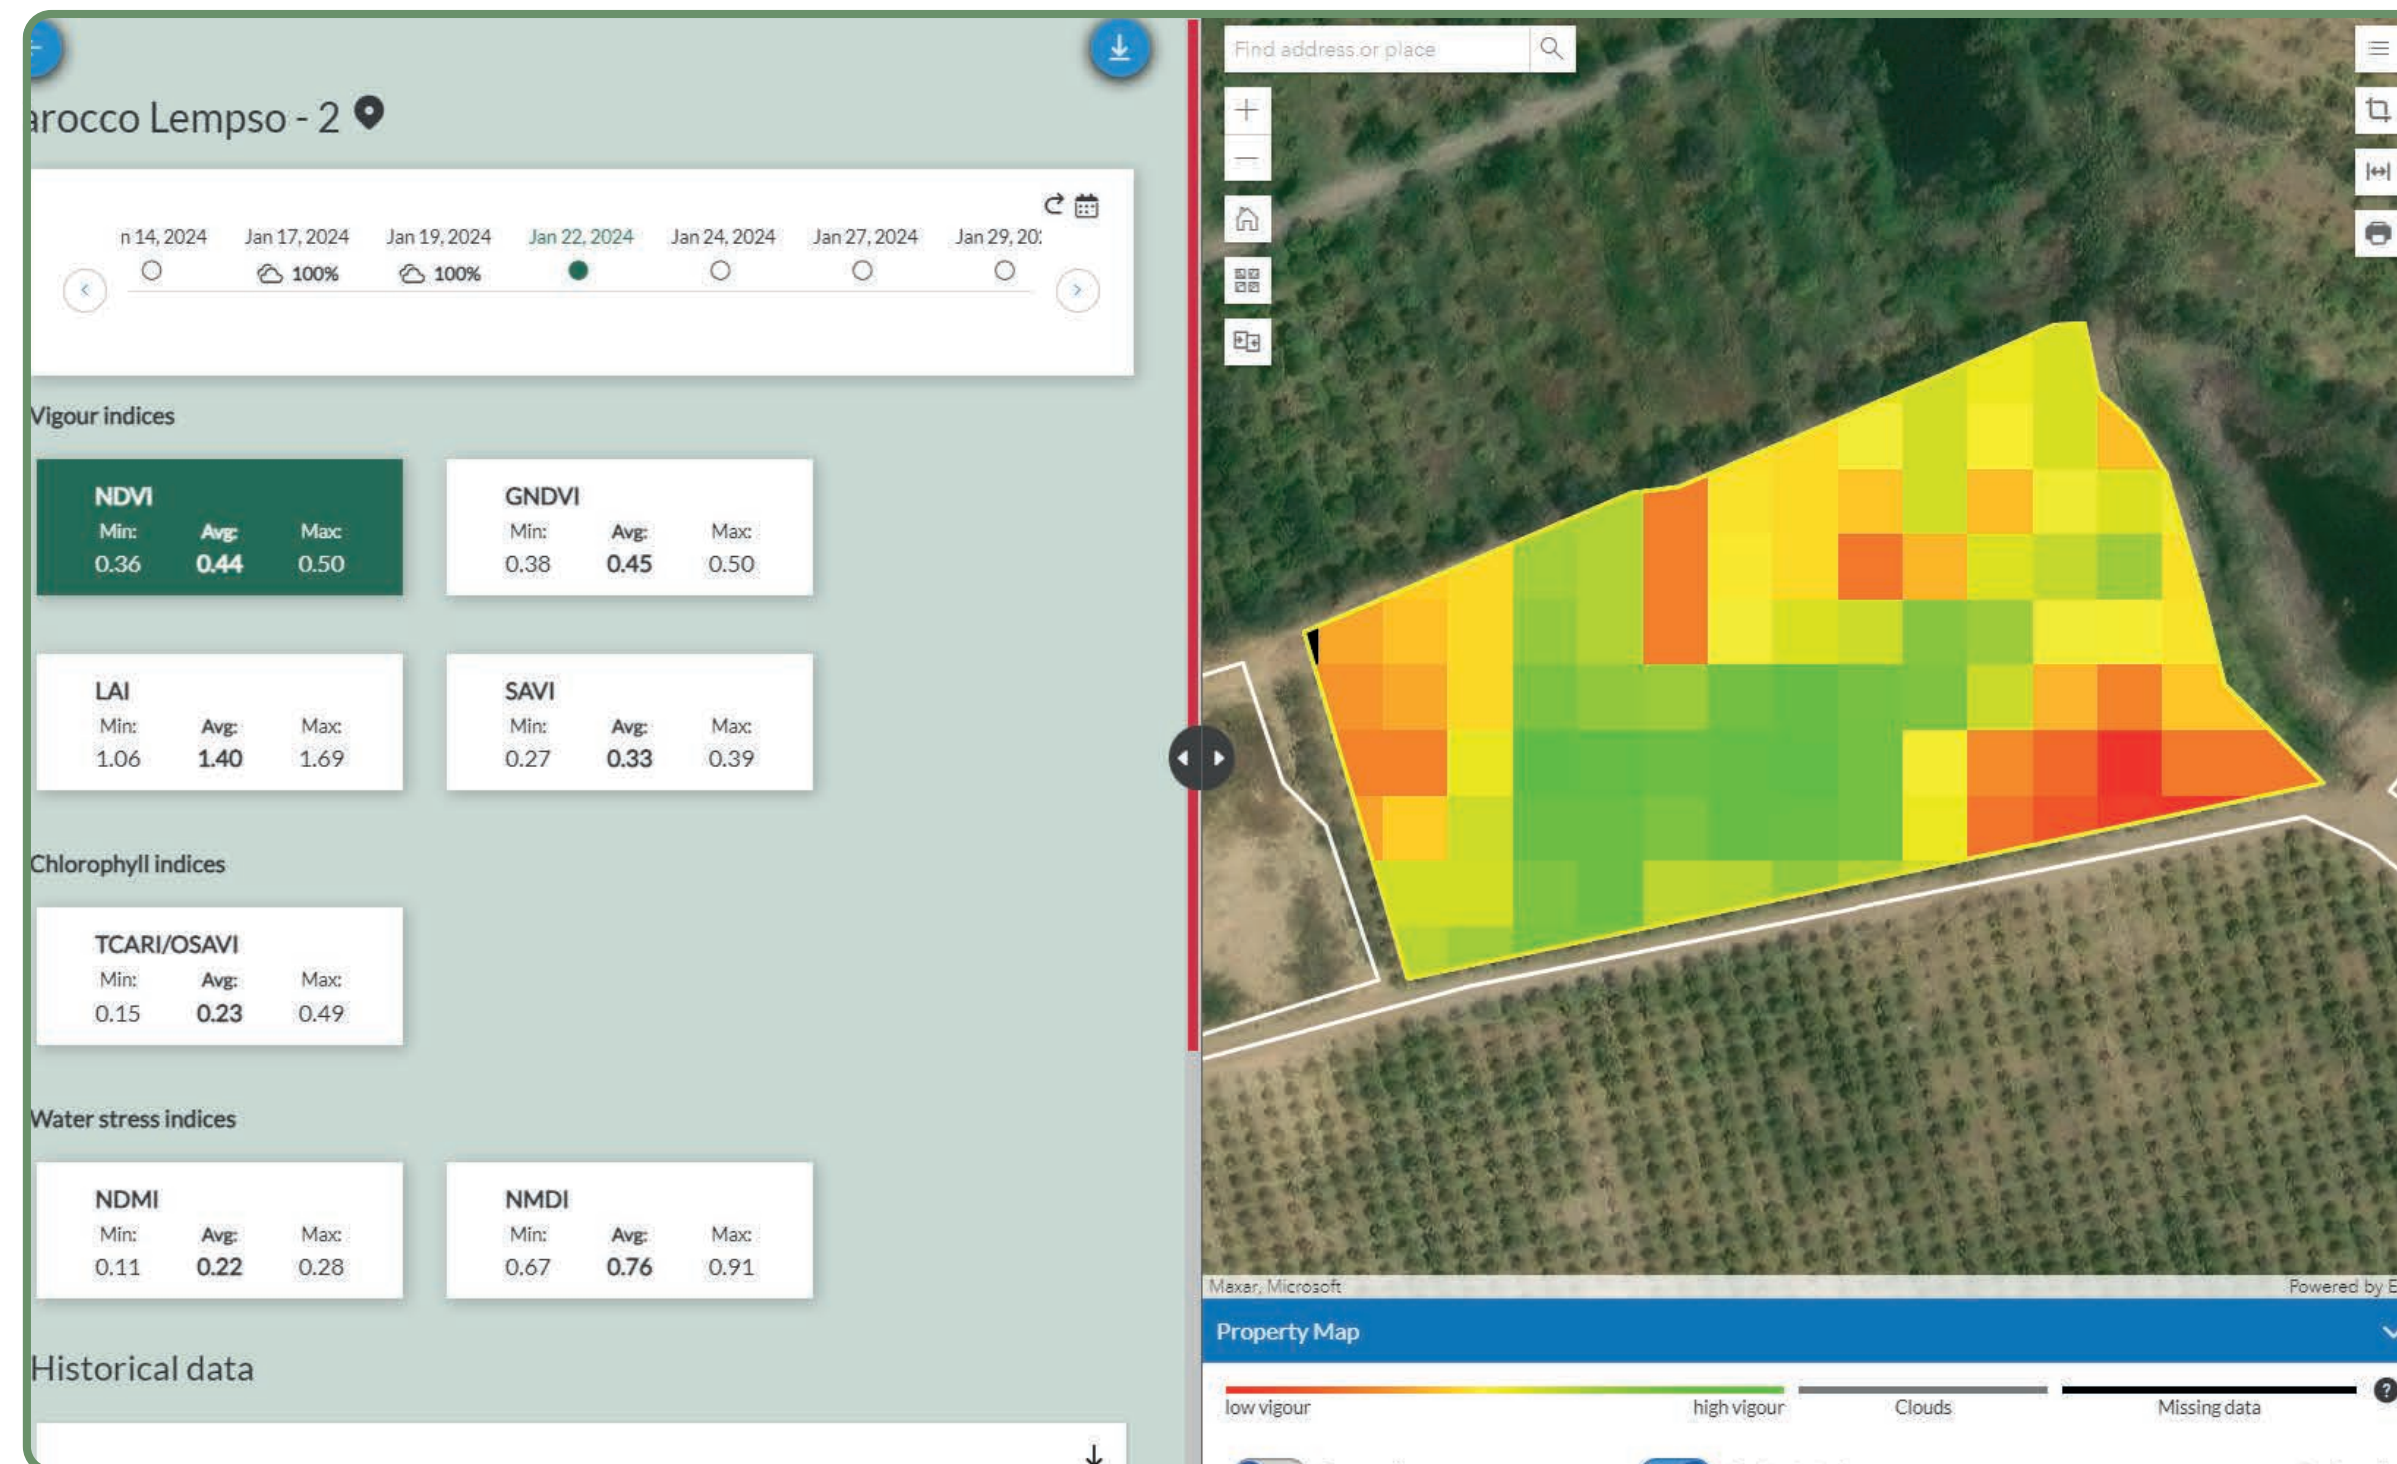 arocco Lempso - 2
n 14, 2024 Jan 17, 2024 Jan 19, 2024 Jan 22, 2024 Jan 24, 2024 Jan 27, 2024 Jan 29, 20
100% 100%
Vigour indices
NDVI
Min: Avg: Max:
0.36 0.44 0.50
GNDVI
Min: Avg: Max:
0.38 0.45 0.50
LAI
Min: Avg: Max:
1.06 1.40 1.69
SAVI
Min: Avg: Max:
0.27 0.33 0.39
Chlorophyll indices
TCARI/OSAVI
Min: Avg: Max:
0.15 0.23 0.49
Water stress indices
NDMI
Min: Avg: Max:
0.11 0.22 0.28
NMDI
Min: Avg: Max:
0.67 0.76 0.91
Historical data
Find address or place
Maxar, Microsoft
Powered by E
Property Map
low vigour high vigour Clouds Missing data
?